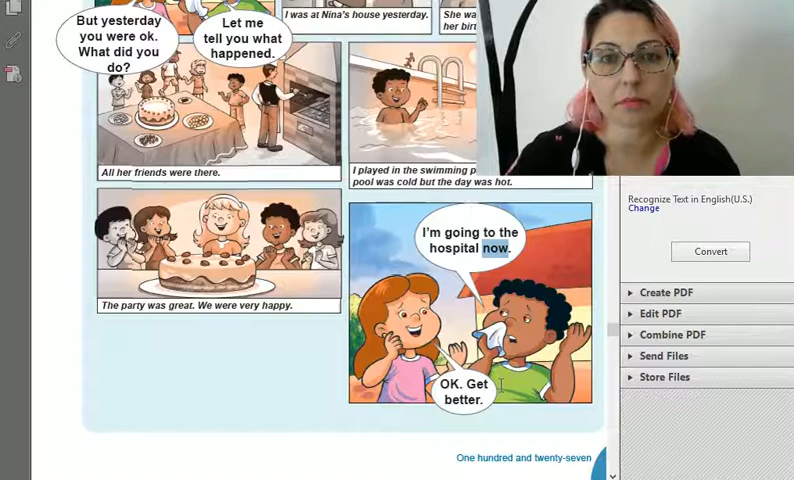 But yesterday
you were ok.
What did you
do?
Let me
tell you what
happened.
I was at Nina's house yesterday.
She wa
her birt
All her friends were there.
I played in the swimming p
pool was cold but the day was hot.
The party was great. We were very happy.
I'm going to the
hospital now.
OK. Get
better.
One hundred and twenty-seven
Recognize Text in English(U.S.)
Change
Convert
Create PDF
Edit PDF
Combine PDF
Send Files
Store Files